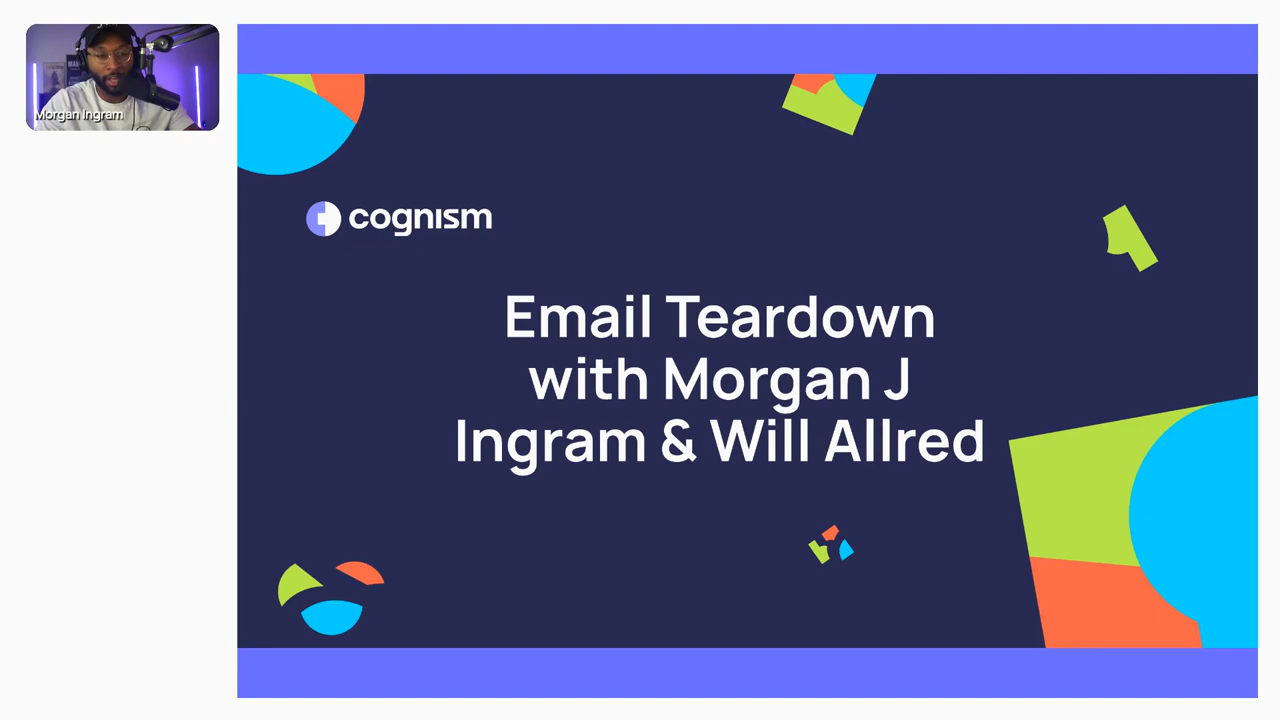 Morgan Ingram
cognism
Email Teardown
with Morgan J
Ingram & Will Allred